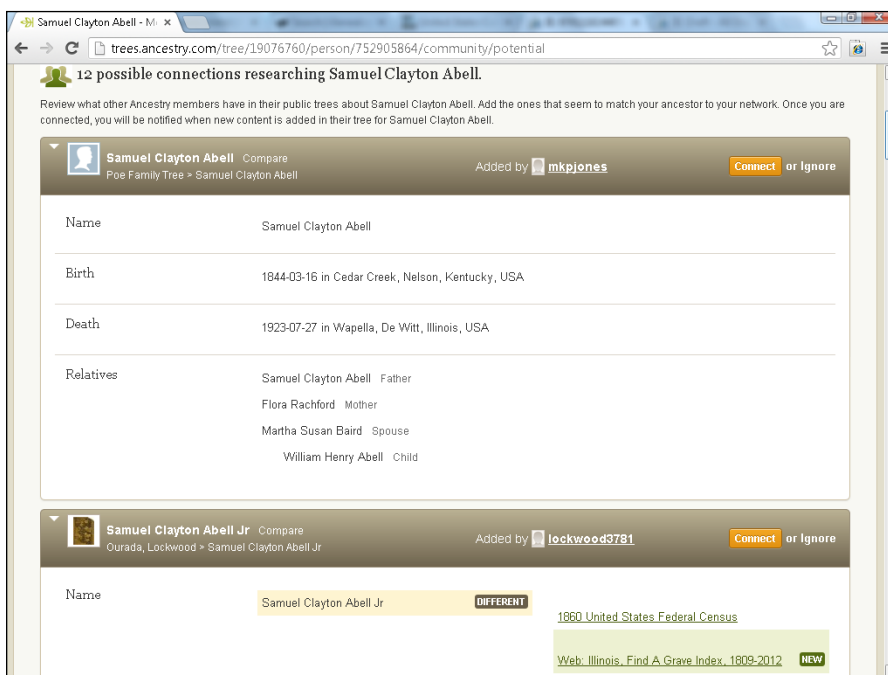 Samuel Clayton Abell - M
trees.ancestry.com/tree/19076760/person/752905864/community/potential
12 possible connections researching Samuel Clayton Abell.
Review what other Ancestry members have in their public trees about Samuel Clayton Abell. Add the ones that seem to match your ancestor to your network. Once you are
connected, you will be notified when new content is added in their tree for Samuel Clayton Abell.
Samuel Clayton Abell Compare
Poe Family Tree > Samuel Clayton Abell
Added by mkpjones
Connect or Ignore
Name
Samuel Clayton Abell
Birth
1844-03-16 in Cedar Creek, Nelson, Kentucky, USA
Death
1923-07-27 in Wapella, De Witt, Illinois, USA
Relatives
Samuel Clayton Abell Father
Flora Rachford Mother
Martha Susan Baird Spouse
William Henry Abell Child
Samuel Clayton Abell Jr Compare
Ourada, Lockwood > Samuel Clayton Abell Jr
Added by lockwood3781
Connect or Ignore
Name
Samuel Clayton Abell Jr DIFFERENT
1860 United States Federal Census
Web: Illinois, Find A Grave Index, 1809-2012 NEW